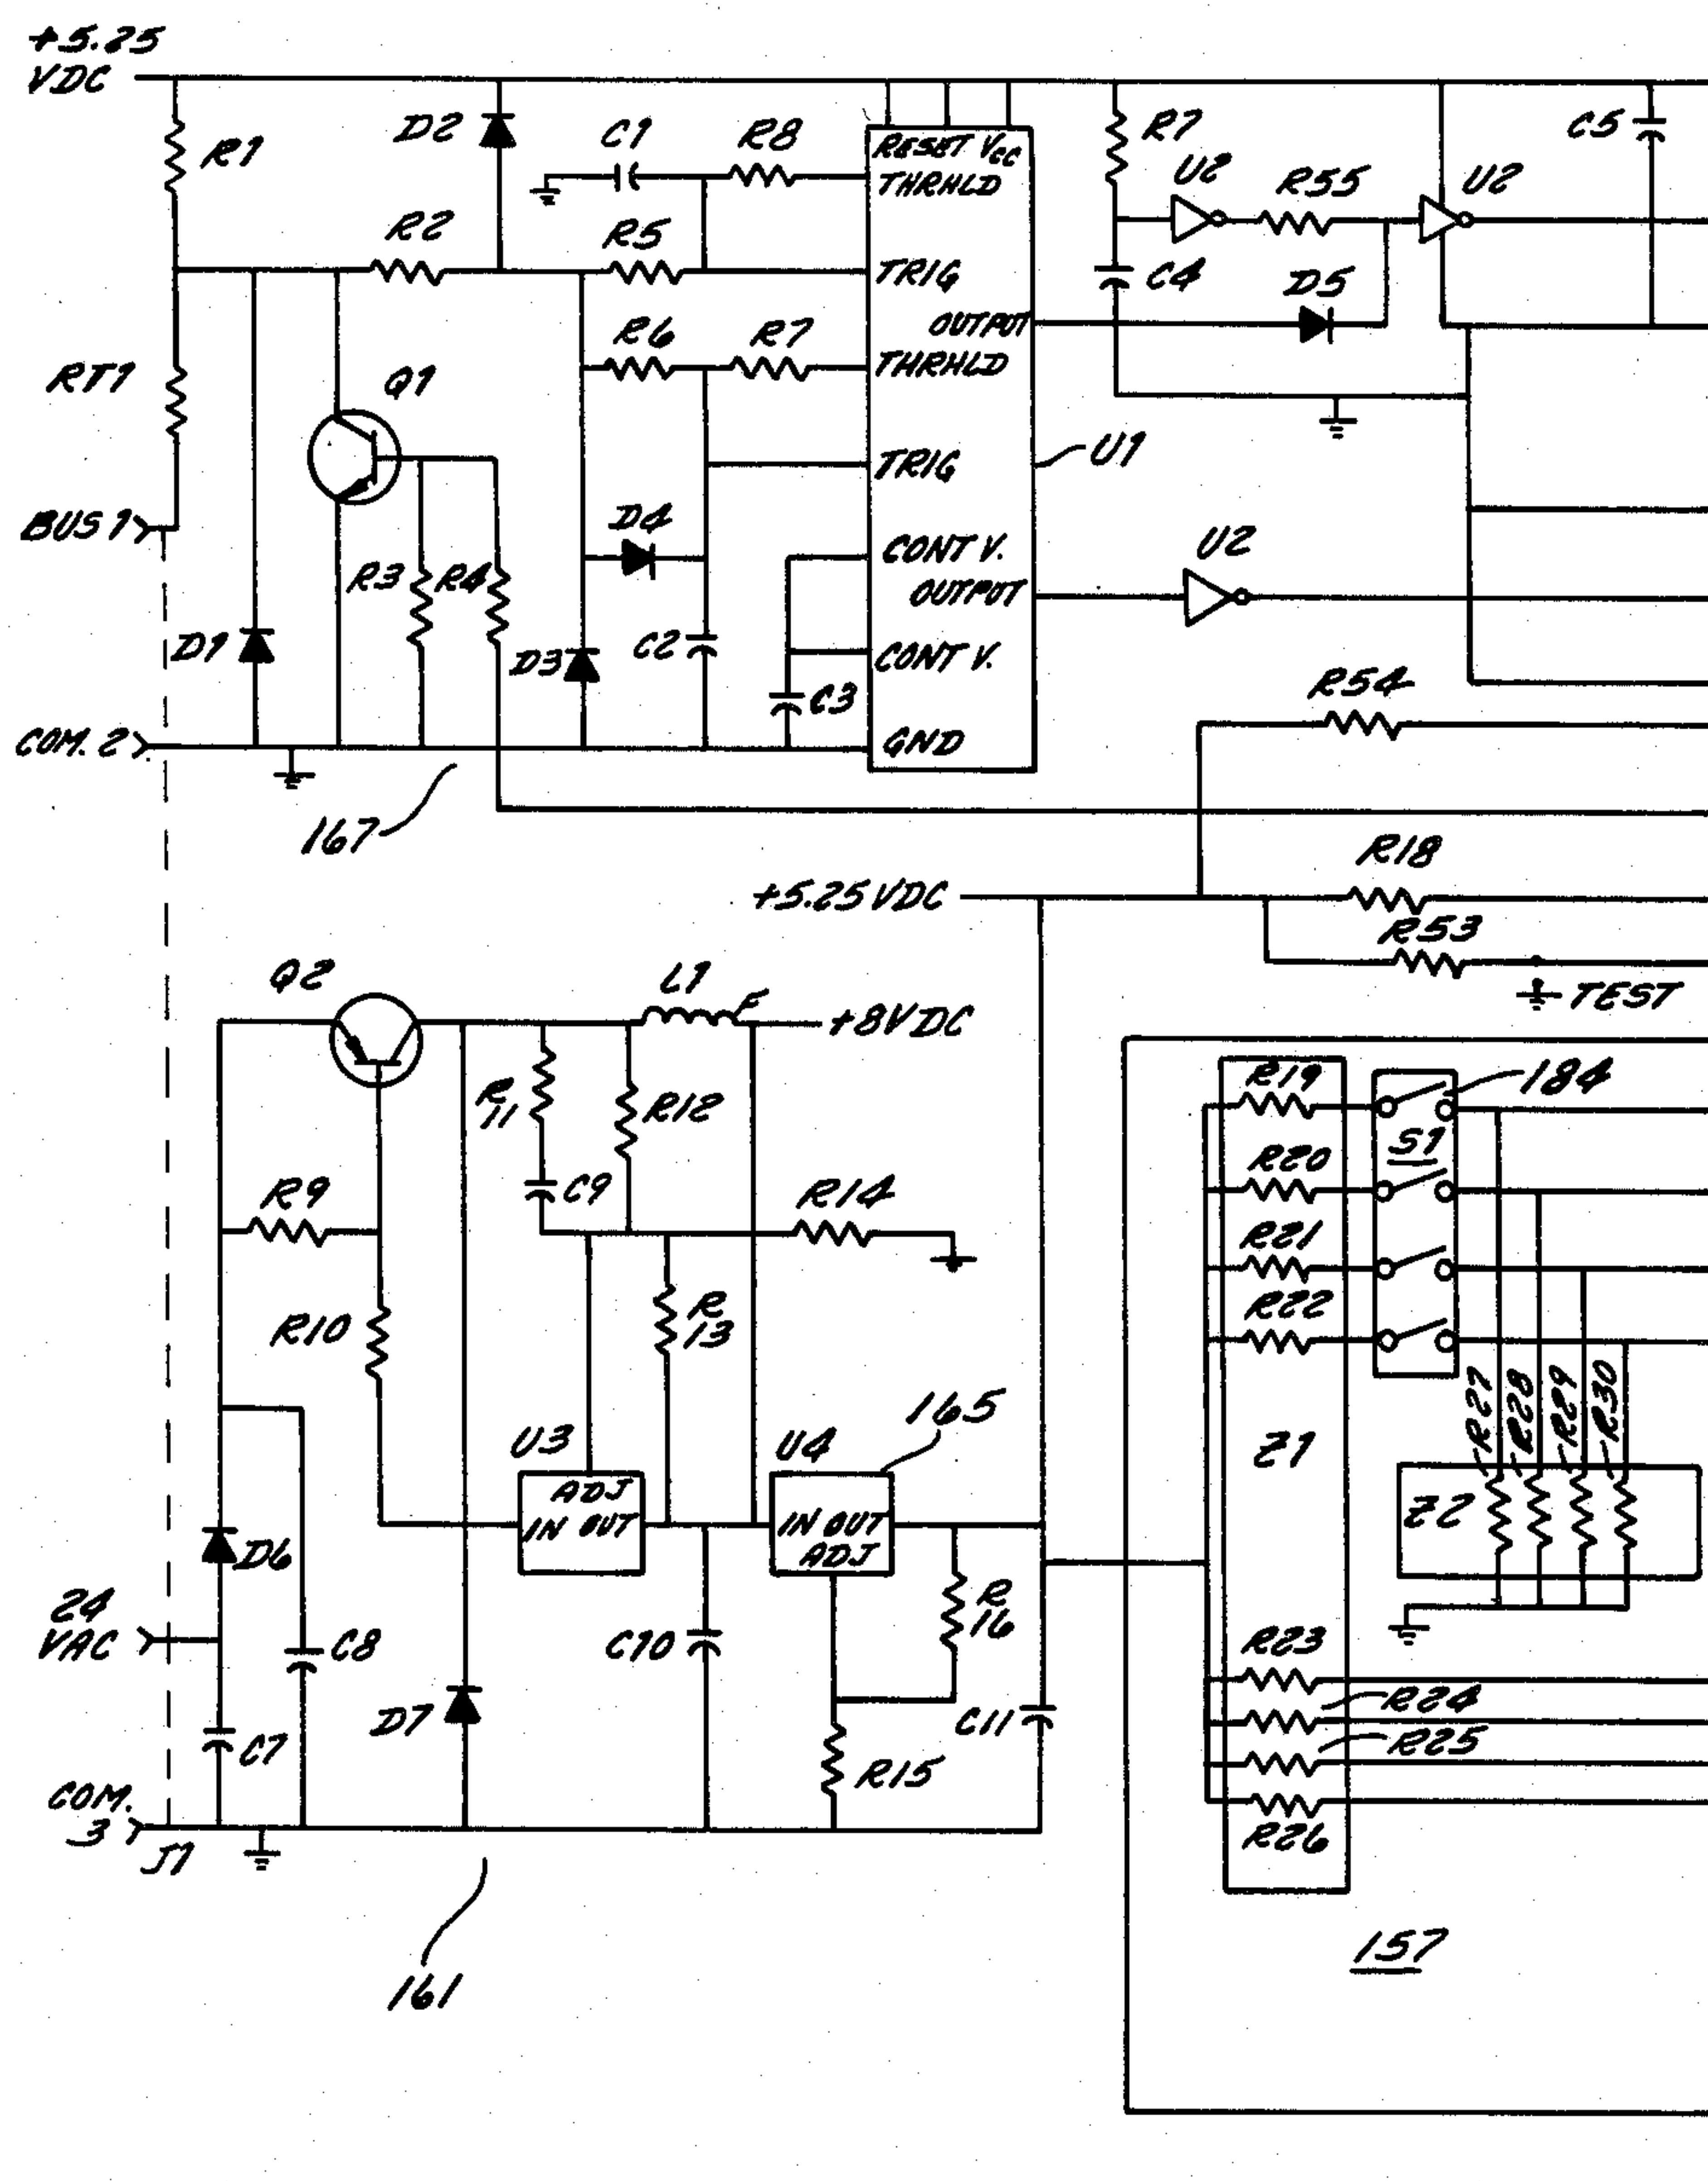 +5.25
VDC
R1
D2
C1
R8
RESET VCC
THRHLD
R7
U2
R55
U2
C5
R2
R5
TRIG
C4
D5
OUTPOT
RT1
Q1
R6
R7
THRHLD
TRIG
U1
BUS 1
R3
R4
D4
CONT V.
OUTPOT
U2
D1
D3
C2
C3
CONT V.
R54
COM. 2
GND
167
R18
+5.25 VDC
R53
TEST
Q2
L1
F
+8VDC
R
11
R12
R19
184
S1
R9
C9
R14
R20
R21
R10
R
13
R22
R27
R28
R29
R30
U3
U4
165
Z1
ADJ
IN OUT
IN OUT
ADJ
Z2
D6
24
VAC
C8
C10
R
16
R23
R24
C7
D7
C11
R25
R15
COM.
3
J1
R26
161
157